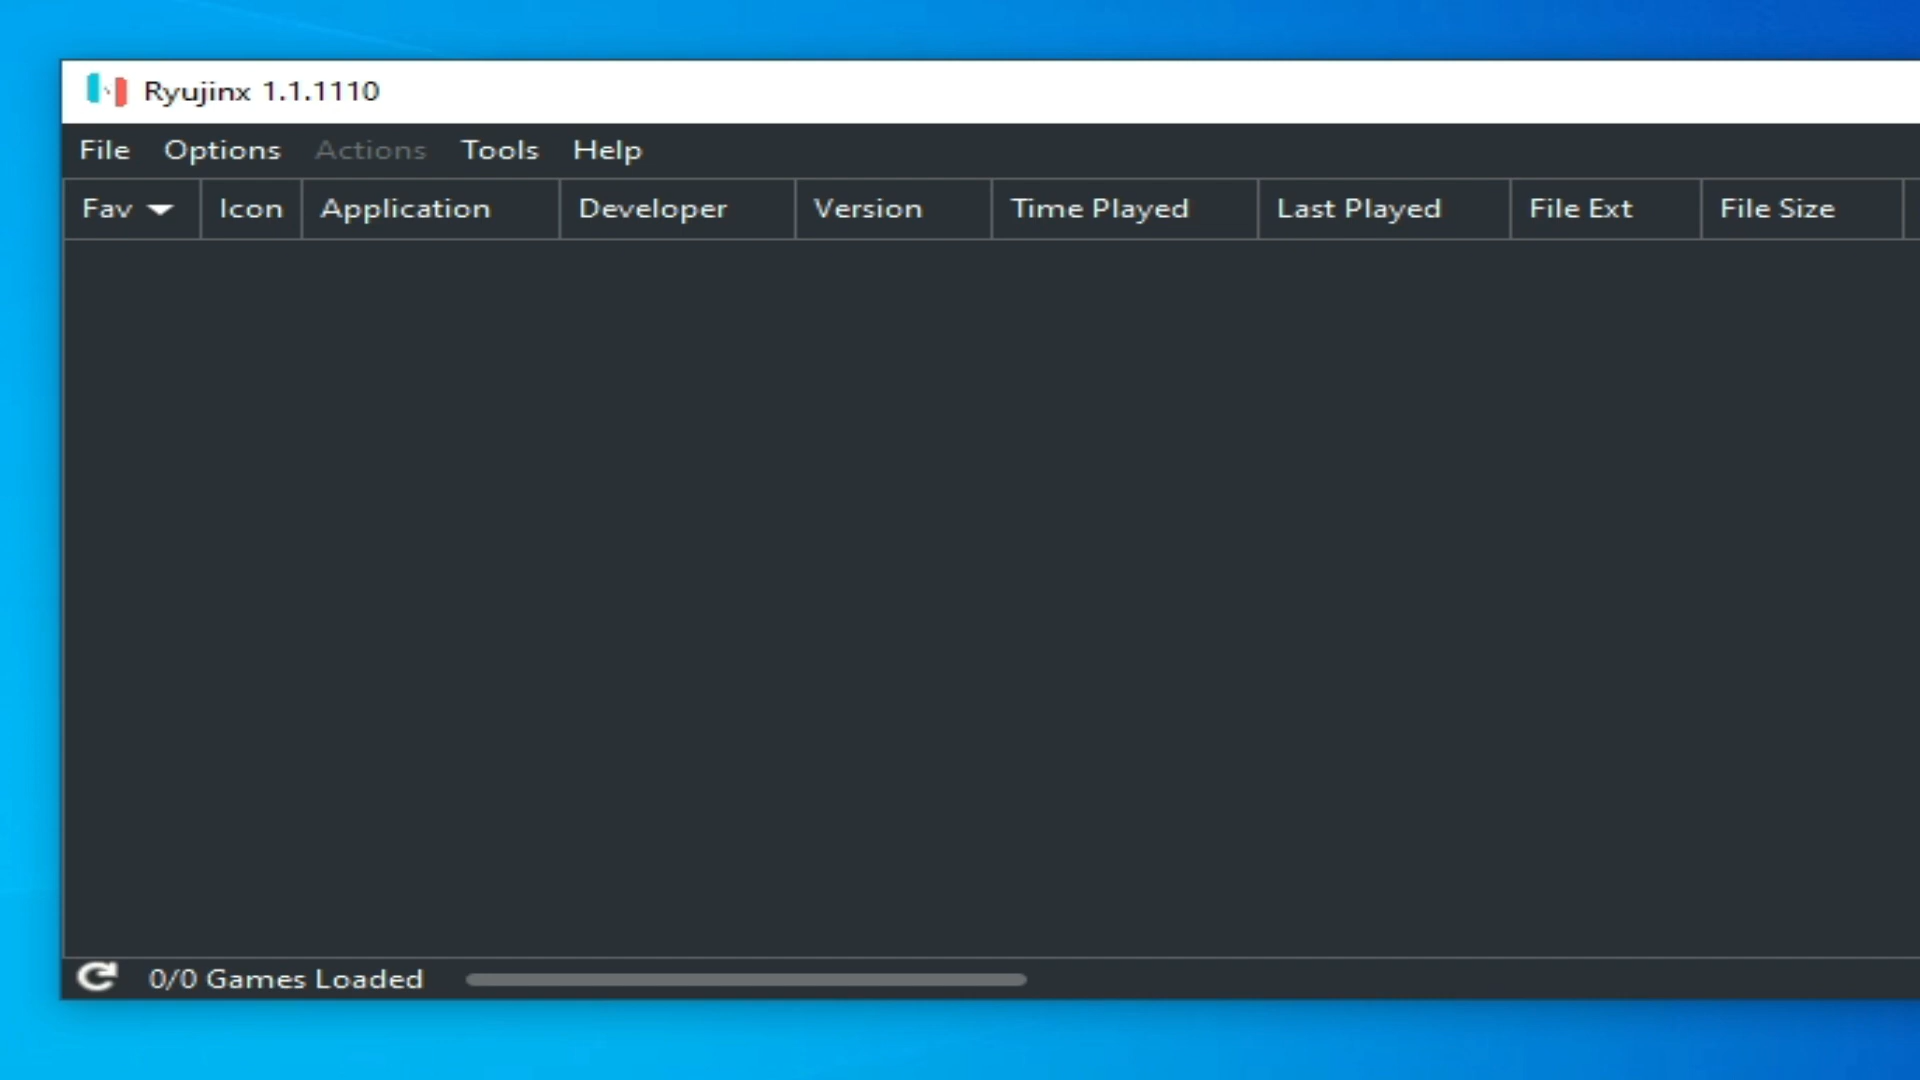 Ryujinx 1.1.1110
File Options Actions Tools Help
Fav Icon Application Developer Version Time Played Last Played File Ext File Size
0/0 Games Loaded